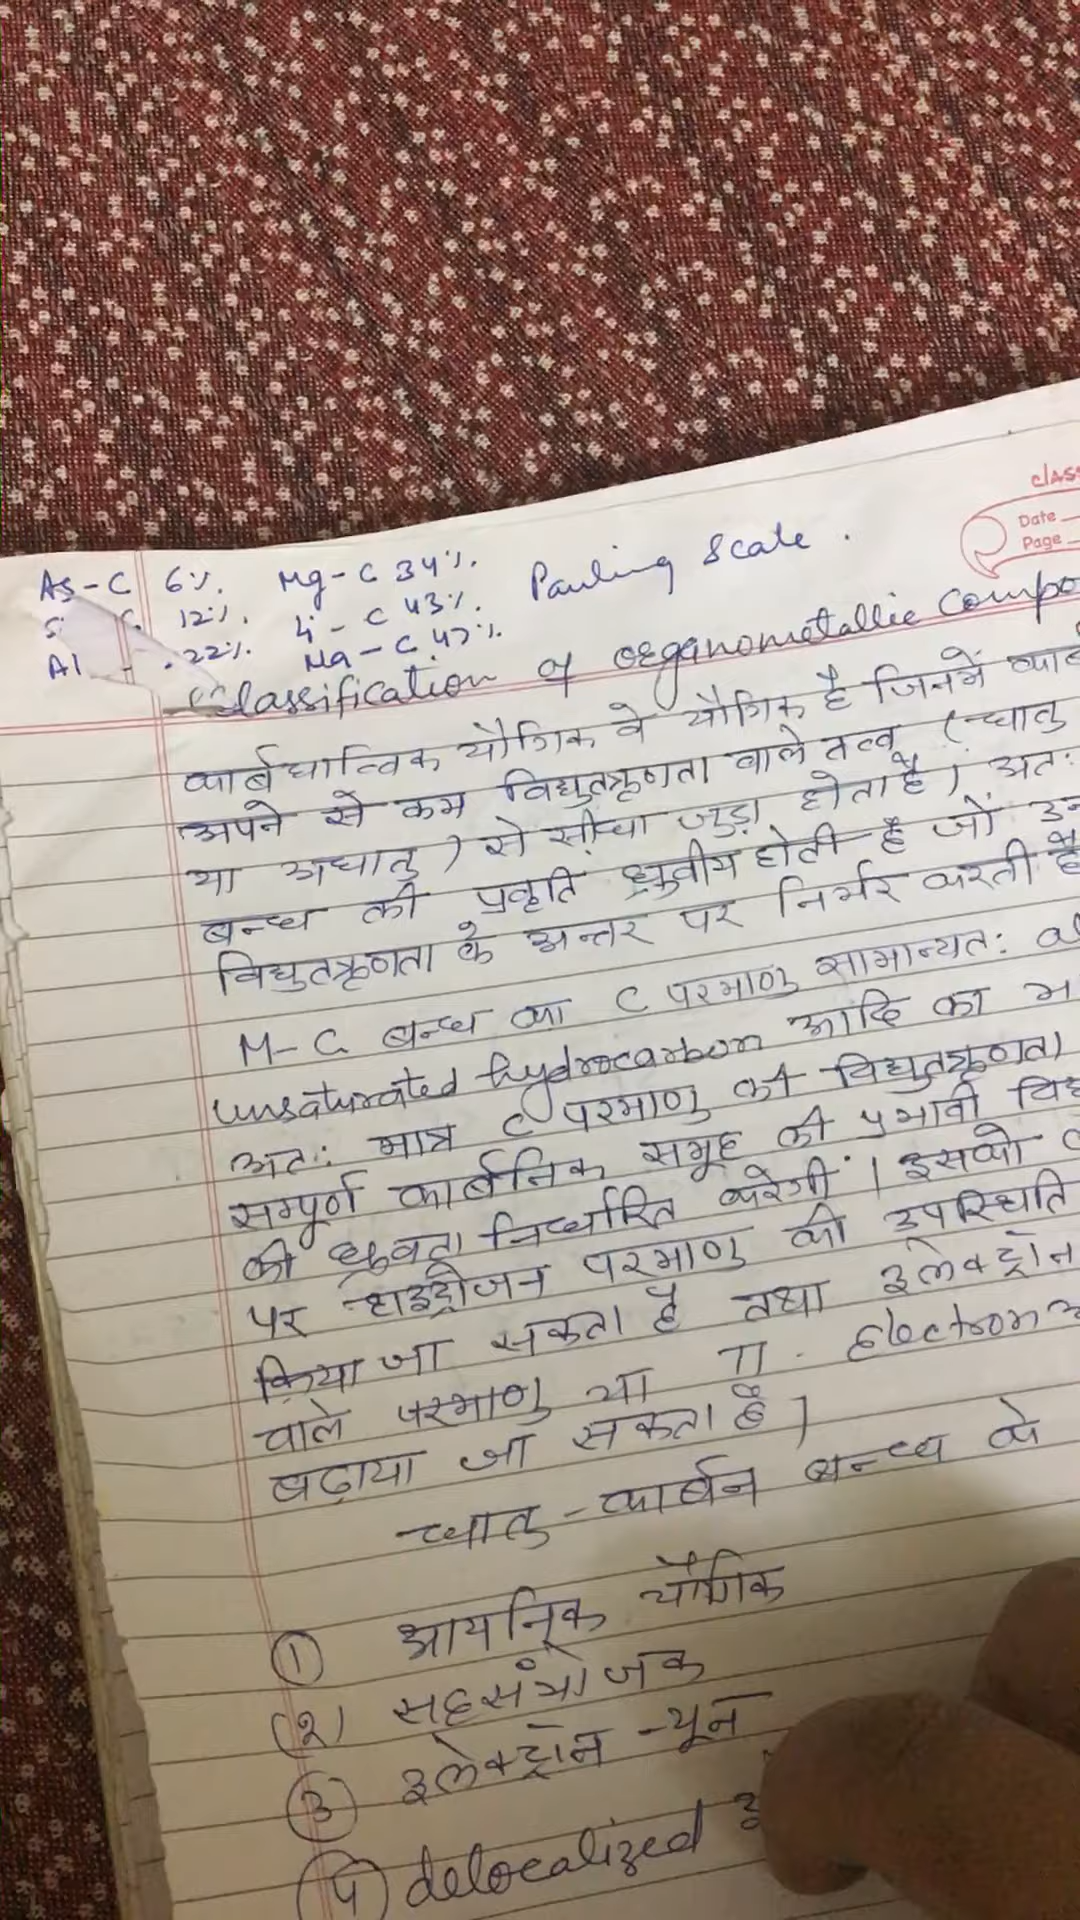 class
Date
Page
As-C 6%. Mg-C 34%. Pauling Scale.
12%. Li-C 43%.
Al 22%. Na-C 47%.
Classification of organometallic Compo
कार्बधात्विक यौगिक वे यौगिक है जिनमें
अपने से कम विद्युतऋणता वाले तत्व (धातु
या अधातु) से सीधा जुड़ा होता है। अतः
बन्ध की प्रकृति ध्रुवीय होती है जो
विद्युतऋणता के अन्तर पर निर्भर करती है
M-C बन्ध का C परमाणु सामान्यतः
unsaturated hydrocarbon आदि का
अतः मात्र C परमाणु की विद्युतऋणता
सम्पूर्ण कार्बनिक समूह की प्रभावी
की ध्रुवता निर्धारित करेगी। इसको
पर हाइड्रोजन परमाणु की उपस्थिति
किया जा सकता है तथा इलेक्ट्रोन
वाले परमाणु या π. Electron
बढ़ाया जा सकता है।
धातु-कार्बन बन्ध के
① आयनिक यौगिक
(2) सहसंयोजक
③ इलेक्ट्रोन-यून
④ delocalized